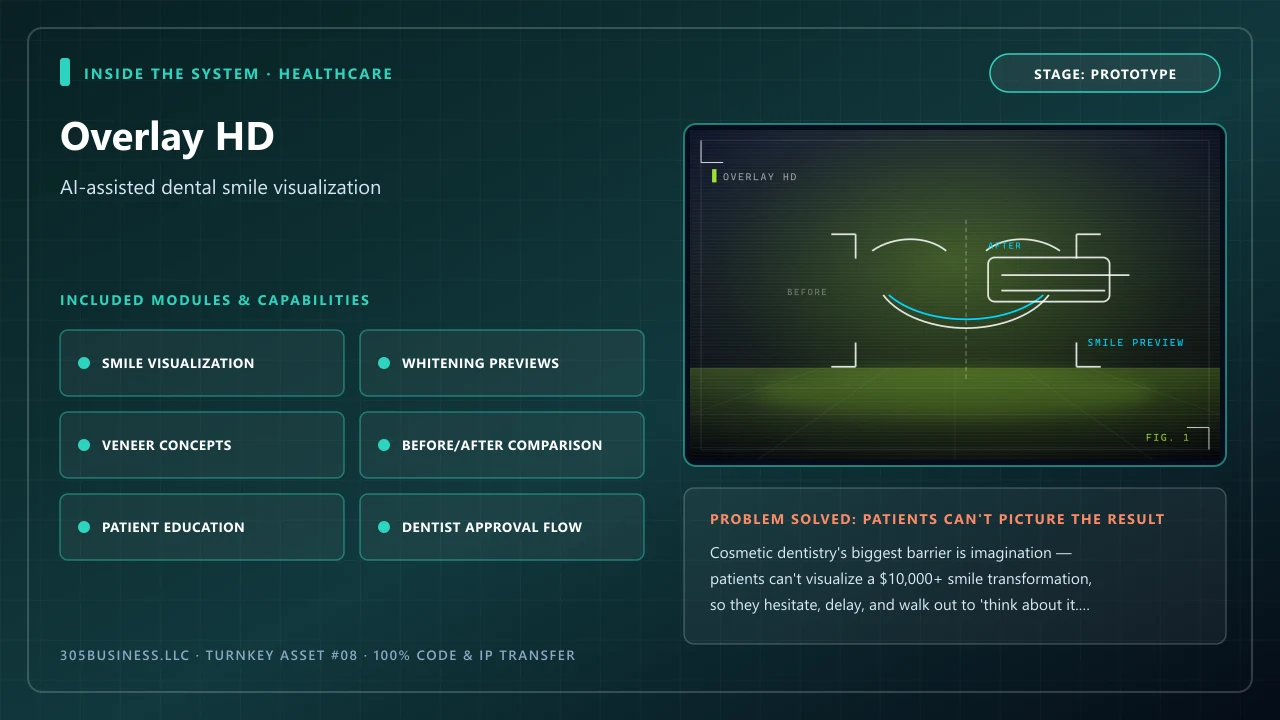 INSIDE THE SYSTEM · HEALTHCARE
STAGE: PROTOTYPE
Overlay HD
AI-assisted dental smile visualization
INCLUDED MODULES & CAPABILITIES
SMILE VISUALIZATION
WHITENING PREVIEWS
VENEER CONCEPTS
BEFORE/AFTER COMPARISON
PATIENT EDUCATION
DENTIST APPROVAL FLOW
OVERLAY HD
AFTER
BEFORE
SMILE PREVIEW
FIG. 1
PROBLEM SOLVED: PATIENTS CAN'T PICTURE THE RESULT
Cosmetic dentistry's biggest barrier is imagination —
patients can't visualize a $10,000+ smile transformation,
so they hesitate, delay, and walk out to 'think about it....
305BUSINESS.LLC · TURNKEY ASSET #08 · 100% CODE & IP TRANSFER